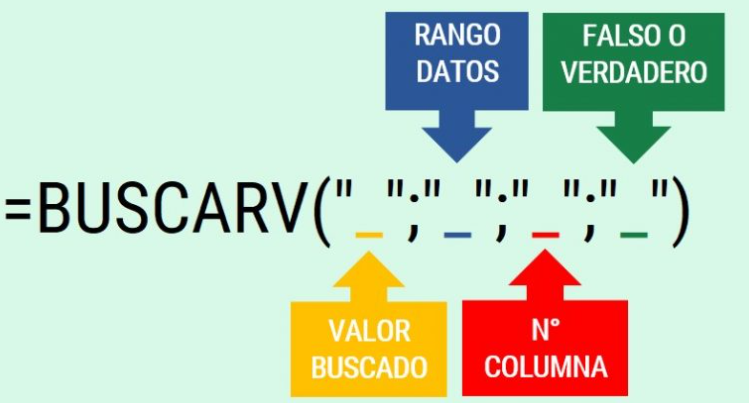 RANGO
DATOS
FALSO O
VERDADERO
=BUSCARV("_";"_";"_";"_")
VALOR
BUSCADO
N°
COLUMNA